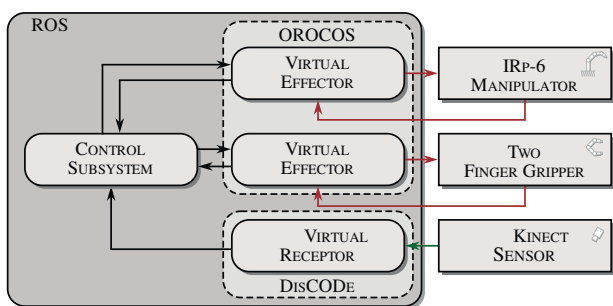 ROS
OROCOS
VIRTUAL
EFFECTOR
IRP-6
MANIPULATOR
CONTROL
SUBSYSTEM
VIRTUAL
EFFECTOR
TWO
FINGER GRIPPER
VIRTUAL
RECEPTOR
KINECT
SENSOR
DISCODE